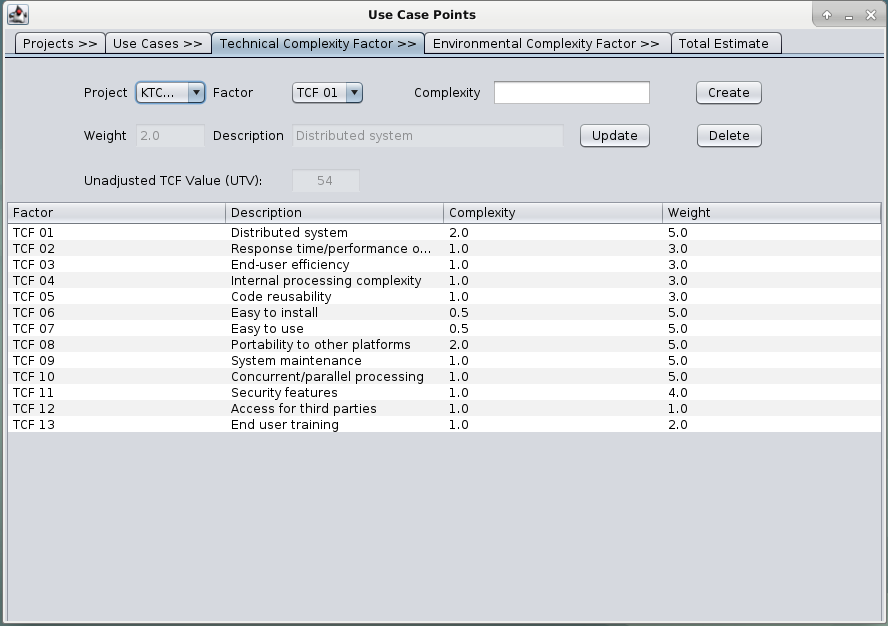 Use Case Points
Projects >> Use Cases >> Technical Complexity Factor >> Environmental Complexity Factor >> Total Estimate
Project KTC... Factor TCF 01 Complexity Create
Weight 2.0 Description Distributed system Update Delete
Unadjusted TCF Value (UTV): 54
Factor Description Complexity Weight
TCF 01 Distributed system 2.0 5.0
TCF 02 Response time/performance o... 1.0 3.0
TCF 03 End-user efficiency 1.0 3.0
TCF 04 Internal processing complexity 1.0 3.0
TCF 05 Code reusability 1.0 3.0
TCF 06 Easy to install 0.5 5.0
TCF 07 Easy to use 0.5 5.0
TCF 08 Portability to other platforms 2.0 5.0
TCF 09 System maintenance 1.0 5.0
TCF 10 Concurrent/parallel processing 1.0 5.0
TCF 11 Security features 1.0 4.0
TCF 12 Access for third parties 1.0 1.0
TCF 13 End user training 1.0 2.0